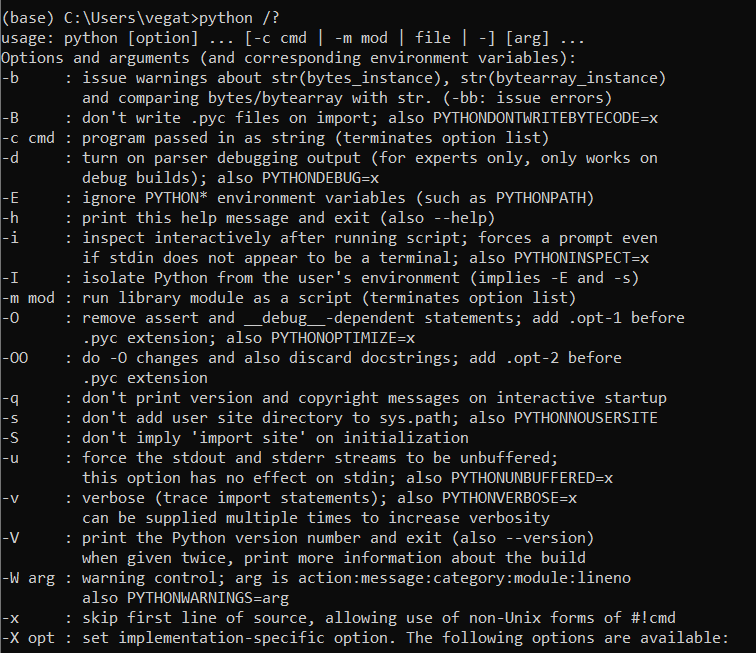 (base) C:\Users\vegat>python /?
usage: python [option] ... [-c cmd | -m mod | file | -] [arg] ...
Options and arguments (and corresponding environment variables):
-b     : issue warnings about str(bytes_instance), str(bytearray_instance)
         and comparing bytes/bytearray with str. (-bb: issue errors)
-B     : don't write .pyc files on import; also PYTHONDONTWRITEBYTECODE=x
-c cmd : program passed in as string (terminates option list)
-d     : turn on parser debugging output (for experts only, only works on
         debug builds); also PYTHONDEBUG=x
-E     : ignore PYTHON* environment variables (such as PYTHONPATH)
-h     : print this help message and exit (also --help)
-i     : inspect interactively after running script; forces a prompt even
         if stdin does not appear to be a terminal; also PYTHONINSPECT=x
-I     : isolate Python from the user's environment (implies -E and -s)
-m mod : run library module as a script (terminates option list)
-O     : remove assert and __debug__-dependent statements; add .opt-1 before
         .pyc extension; also PYTHONOPTIMIZE=x
-OO    : do -O changes and also discard docstrings; add .opt-2 before
         .pyc extension
-q     : don't print version and copyright messages on interactive startup
-s     : don't add user site directory to sys.path; also PYTHONNOUSERSITE
-S     : don't imply 'import site' on initialization
-u     : force the stdout and stderr streams to be unbuffered;
         this option has no effect on stdin; also PYTHONUNBUFFERED=x
-v     : verbose (trace import statements); also PYTHONVERBOSE=x
         can be supplied multiple times to increase verbosity
-V     : print the Python version number and exit (also --version)
         when given twice, print more information about the build
-W arg : warning control; arg is action:message:category:module:lineno
         also PYTHONWARNINGS=arg
-x     : skip first line of source, allowing use of non-Unix forms of #!cmd
-X opt : set implementation-specific option. The following options are available: